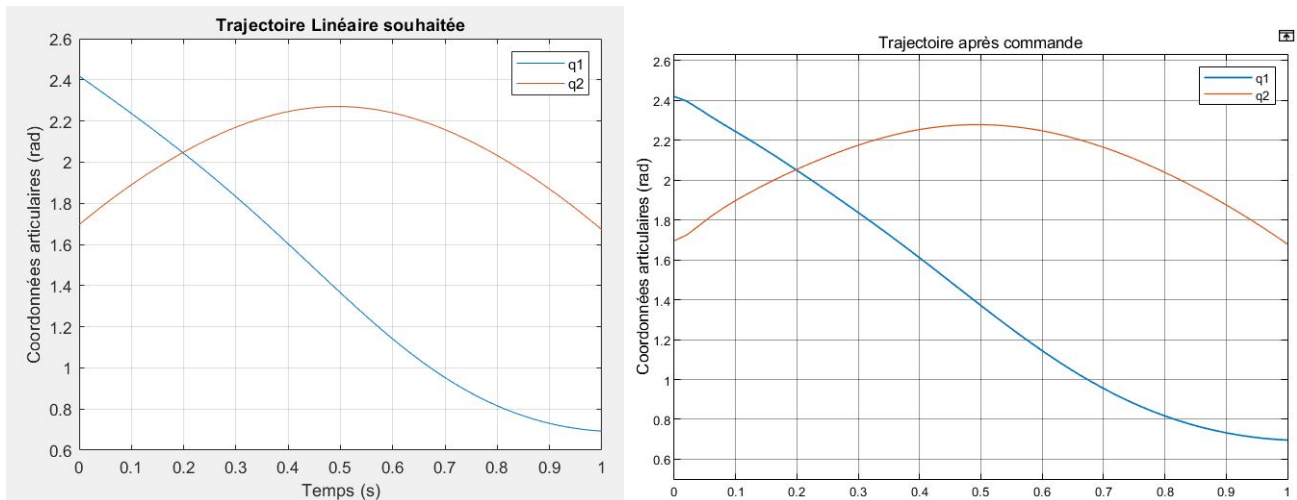 Trajectoire Linéaire souhaitée
2.6
2.4
2.2
2
1.8
1.6
1.4
1.2
1
0.8
0.6
Coordonnées articulaires (rad)
q1
q2
0 0.1 0.2 0.3 0.4 0.5 0.6 0.7 0.8 0.9 1
Temps (s)
Trajectoire après commande
2.6
2.4
2.2
2
1.8
1.6
1.4
1.2
1
0.8
0.6
Coordonnées articulaires (rad)
q1
q2
0 0.1 0.2 0.3 0.4 0.5 0.6 0.7 0.8 0.9 1